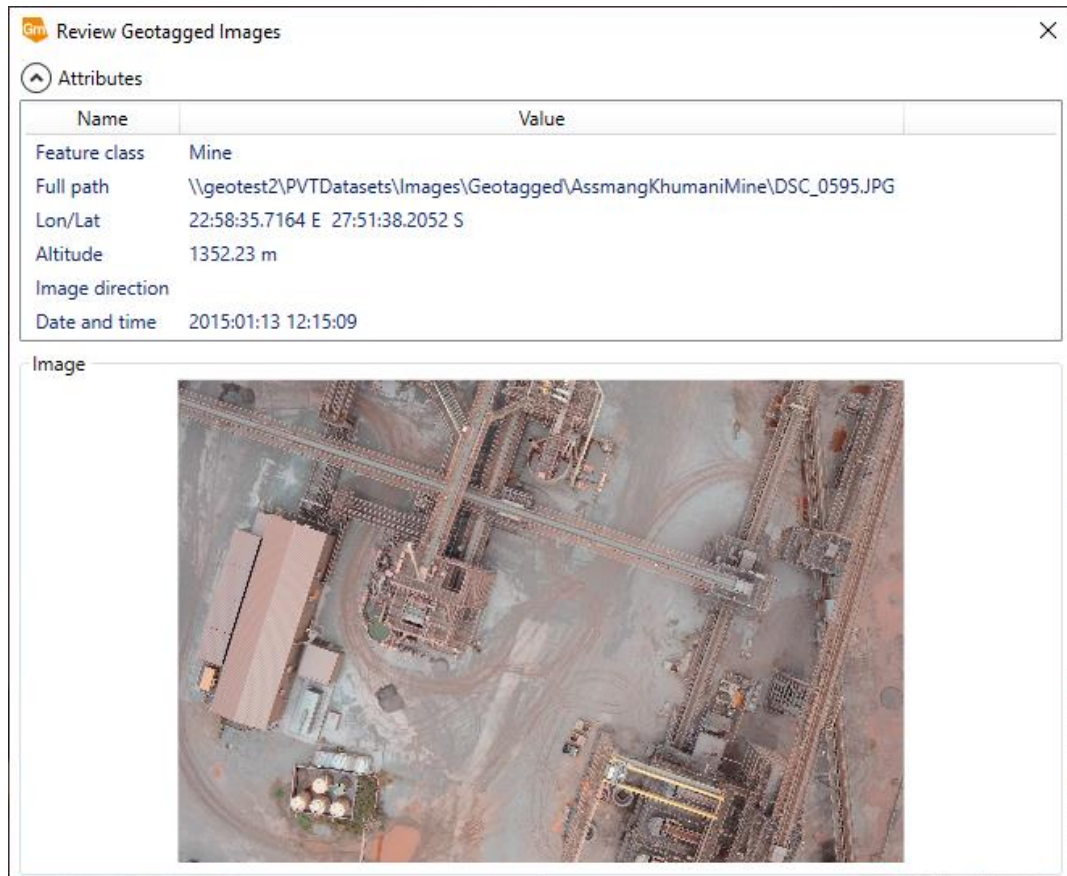 Gm Review Geotagged Images
Attributes
Name Value
Feature class Mine
Full path \\geotest2\PVTDatasets\Images\Geotagged\AssmangKhumaniMine\DSC_0595.JPG
Lon/Lat 22:58:35.7164 E  27:51:38.2052 S
Altitude 1352.23 m
Image direction
Date and time 2015:01:13 12:15:09
Image